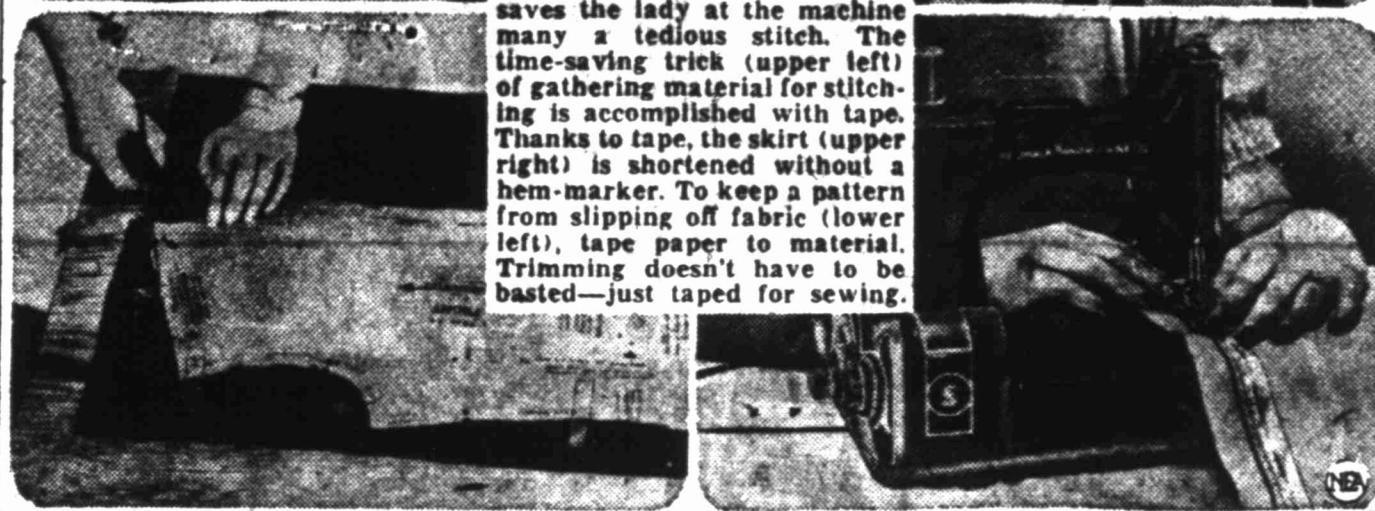 saves the lady at the machine
many a tedious stitch. The
time-saving trick (upper left)
of gathering material for stitch-
ing is accomplished with tape.
Thanks to tape, the skirt (upper
right) is shortened without a
hem-marker. To keep a pattern
from slipping off fabric (lower
left), tape paper to material.
Trimming doesn't have to be
basted—just taped for sewing.
S
NEA